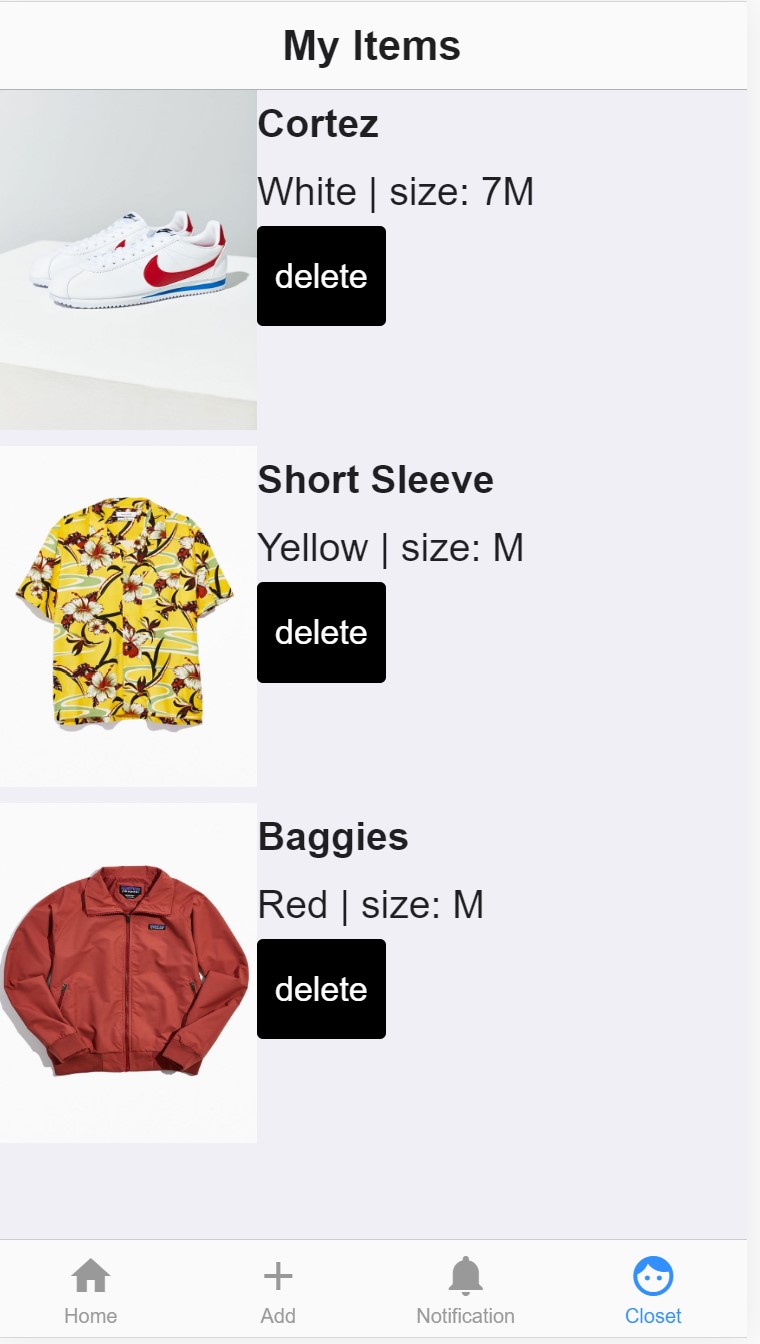 My Items
Cortez
White | size: 7M
delete
Short Sleeve
Yellow | size: M
delete
Baggies
Red | size: M
delete
Home
Add
Notification
Closet